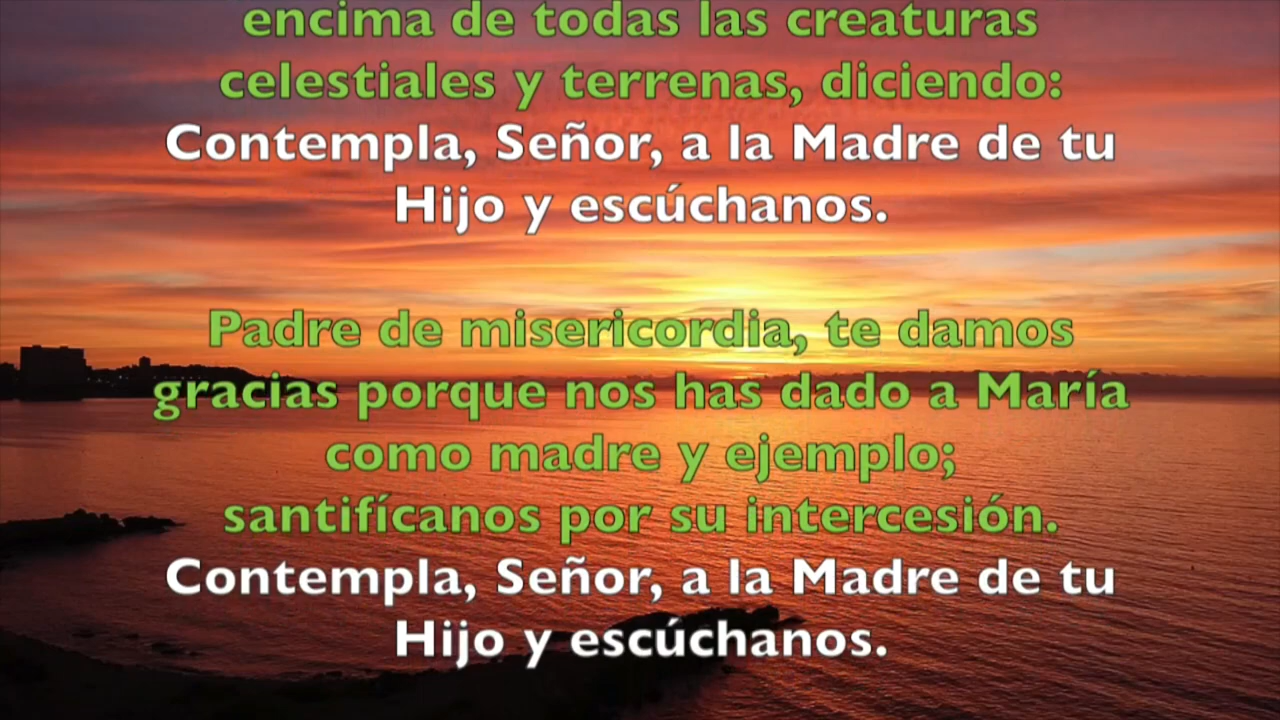 encima de todas las creaturas
celestiales y terrenas, diciendo:
Contempla, Señor, a la Madre de tu
Hijo y escúchanos.
Padre de misericordia, te damos
gracias porque nos has dado a María
como madre y ejemplo;
santifícanos por su intercesión.
Contempla, Señor, a la Madre de tu
Hijo y escúchanos.